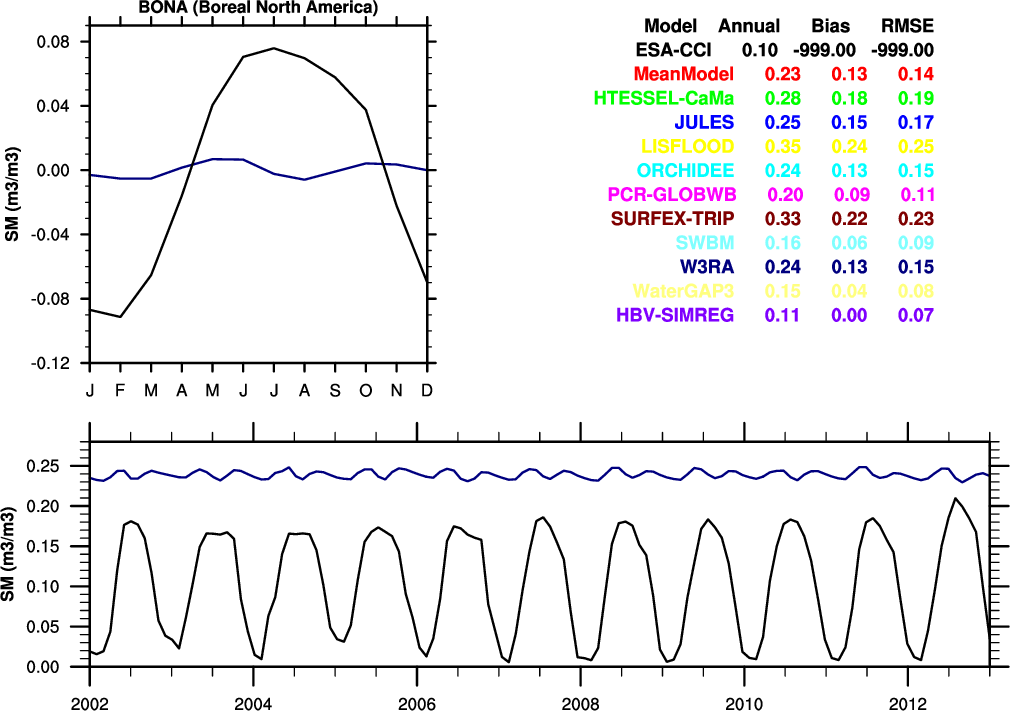 BONA (Boreal North America)
SM (m3/m3)
0.08
0.04
0.00
-0.04
-0.08
-0.12
J F M A M J J A S O N D
Model Annual Bias RMSE
ESA-CCI 0.10 -999.00 -999.00
MeanModel 0.23 0.13 0.14
HTESSEL-CaMa 0.28 0.18 0.19
JULES 0.25 0.15 0.17
LISFLOOD 0.35 0.24 0.25
ORCHIDEE 0.24 0.13 0.15
PCR-GLOBWB 0.20 0.09 0.11
SURFEX-TRIP 0.33 0.22 0.23
SWBM 0.16 0.06 0.09
W3RA 0.24 0.13 0.15
WaterGAP3 0.15 0.04 0.08
HBV-SIMREG 0.11 0.00 0.07
SM (m3/m3)
0.25
0.20
0.15
0.10
0.05
0.00
2002 2004 2006 2008 2010 2012